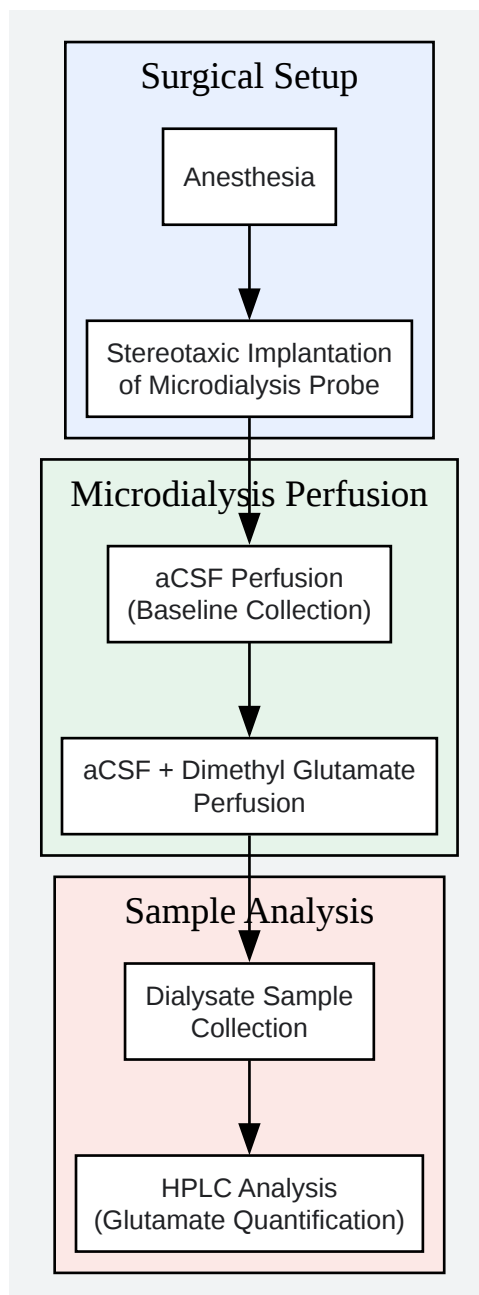 Surgical Setup
Anesthesia
Stereotaxic Implantation
of Microdialysis Probe
Microdialysis Perfusion
aCSF Perfusion
(Baseline Collection)
aCSF + Dimethyl Glutamate
Perfusion
Sample Analysis
Dialysate Sample
Collection
HPLC Analysis
(Glutamate Quantification)